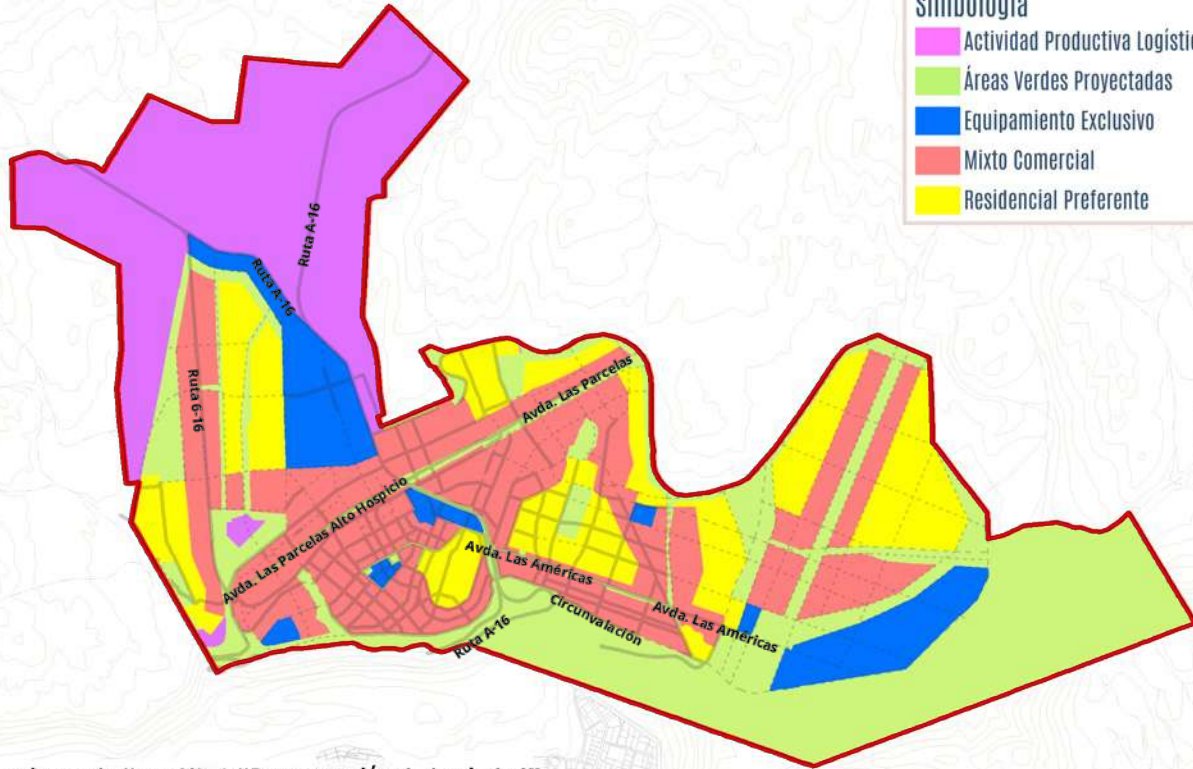 Simbología
Actividad Productiva Logístic
Áreas Verdes Proyectadas
Equipamiento Exclusivo
Mixto Comercial
Residencial Preferente
Ruta A-16
Ruta A-16
Ruta 6-16
Avda. Las Parcelas
Avda. Las Parcelas Alto Hospicio
Avda. Las Américas
Circunvalación
Avda. Las Américas
Ruta A-16